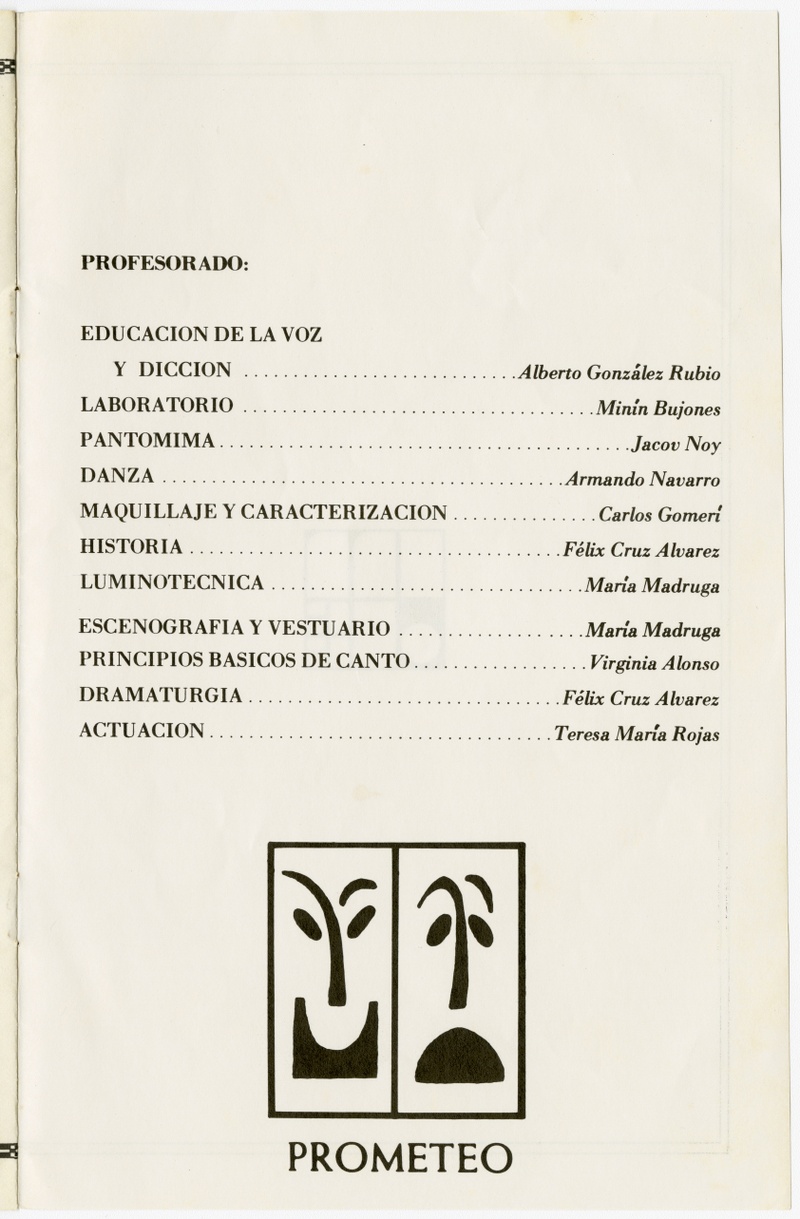 PROFESORADO:
EDUCACION DE LA VOZ
Y DICCION ............................Alberto González Rubio
LABORATORIO ....................................Minín Bujones
PANTOMIMA..........................................Jacov Noy
DANZA .........................................Armando Navarro
MAQUILLAJE Y CARACTERIZACION ...............Carlos Gomerí
HISTORIA ......................................Félix Cruz Alvarez
LUMINOTECNICA ................................María Madruga
ESCENOGRAFIA Y VESTUARIO ...................María Madruga
PRINCIPIOS BASICOS DE CANTO..................Virginia Alonso
DRAMATURGIA ................................Félix Cruz Alvarez
ACTUACION...................................Teresa María Rojas
PROMETEO